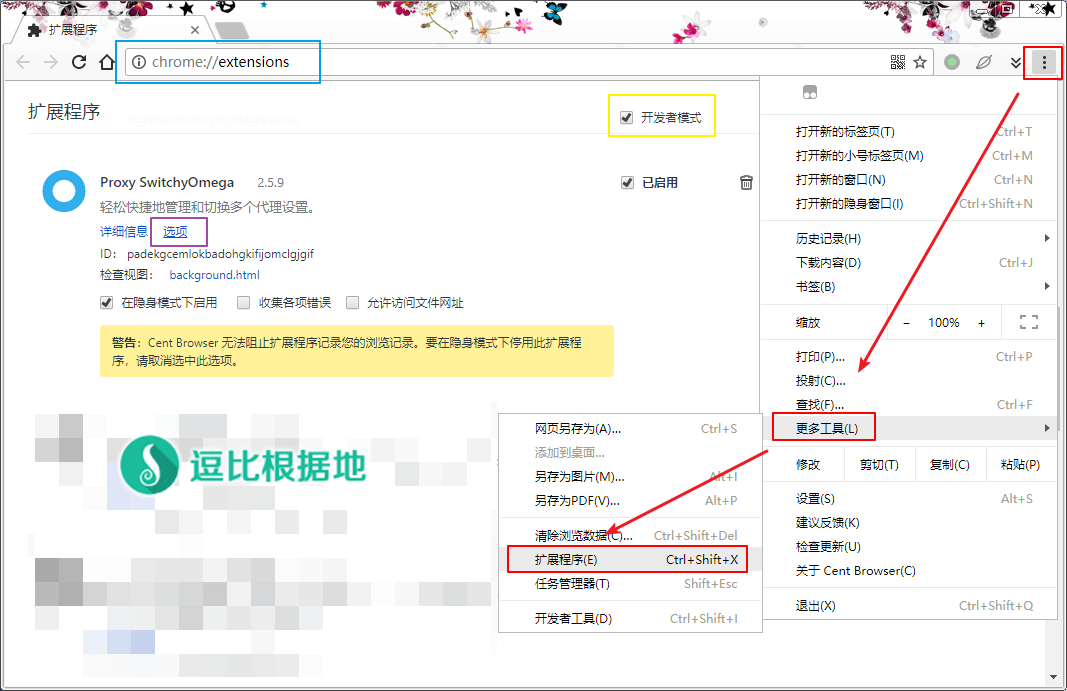 扩展程序
chrome://extensions
扩展程序
开发者模式
Proxy SwitchyOmega 2.5.9
已启用
轻松快捷地管理和切换多个代理设置。
详细信息 选项
ID: padekgcemlokbadohgkifijomclgjgif
检查视图: background.html
在隐身模式下启用 收集各项错误 允许访问文件网址
警告: Cent Browser 无法阻止扩展程序记录您的浏览记录。要在隐身模式下停用此扩展程
序，请取消选中此选项。
逗比根据地
打开新的标签页(T) Ctrl+T
打开新的小号标签页(M) Ctrl+M
打开新的窗口(N) Ctrl+N
打开新的隐身窗口(I) Ctrl+Shift+N
历史记录(H)
下载内容(D) Ctrl+J
书签(B)
缩放 - 100% +
打印(P)... Ctrl+P
投射(C)...
查找(F)... Ctrl+F
更多工具(L)
修改 剪切(T) 复制(C) 粘贴(P)
设置(S) Alt+S
建议反馈(K)
检查更新(U)
关于 Cent Browser(C)
退出(X) Ctrl+Shift+Q
网页另存为(A)... Ctrl+S
添加到桌面...
另存为图片(M)... Alt+I
另存为PDF(V)... Alt+P
清除浏览数据(C)... Ctrl+Shift+Del
扩展程序(E) Ctrl+Shift+X
任务管理器(T) Shift+Esc
开发者工具(D) Ctrl+Shift+I